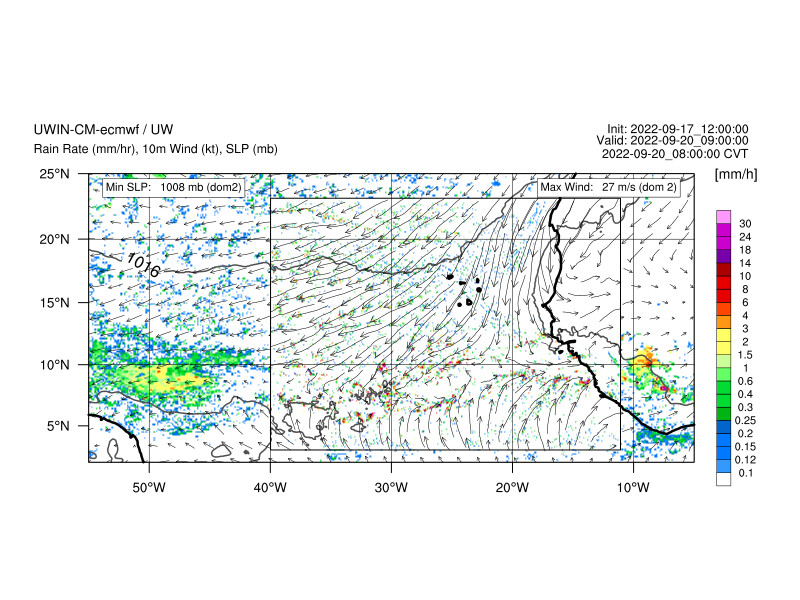 UWIN-CM-ecmwf / UW
Init: 2022-09-17_12:00:00
Valid: 2022-09-20_09:00:00
Rain Rate (mm/hr), 10m Wind (kt), SLP (mb)
2022-09-20_08:00:00 CVT
25°N
[mm/h]
Min SLP: 1008 mb (dom2)
Max Wind: 27 m/s (dom 2)
20°N
15°N
10°N
5°N
1016
50°W
40°W
30°W
20°W
10°W
30
24
18
14
10
8
6
4
3
2
1.5
1
0.6
0.4
0.3
0.25
0.2
0.15
0.12
0.1